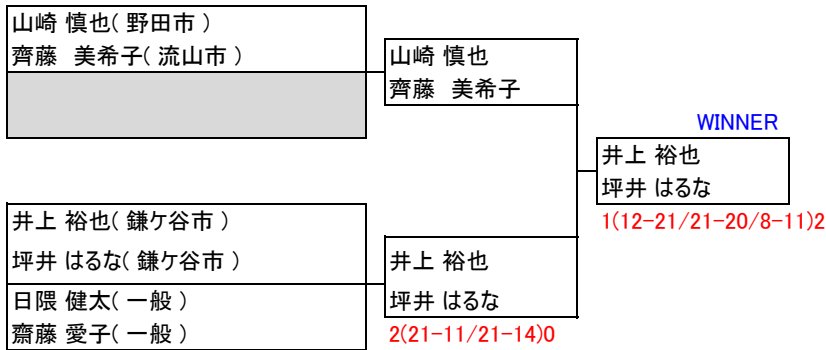 山崎 慎也( 野田市 )
齊藤　美希子( 流山市 )
山崎 慎也
齊藤　美希子
WINNER
井上 裕也
坪井 はるな
1(12-21/21-20/8-11)2
井上 裕也( 鎌ケ谷市 )
坪井 はるな( 鎌ケ谷市 )
日隈 健太( 一般 )
齋藤 愛子( 一般 )
井上 裕也
坪井 はるな
2(21-11/21-14)0